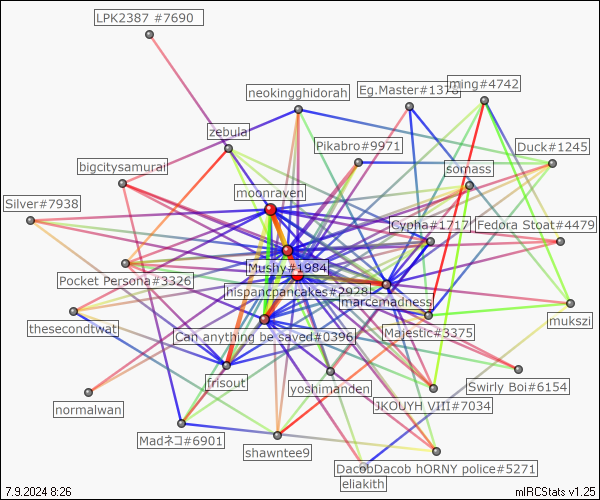 LPK2387 #7690
neokingghidorah
Eg.Master#1376
ming#4742
zebula
Pikabro#9971
Duck#1245
bigcitysamurai
somass
moonraven
Silver#7938
Cypha#1717
Fedora Stoat#4479
Mushy#1984
Pocket Persona#3326
hispancpancakes#2929
marcemadness
mukszi
thesecondtwat
Can anything be saved#0396
Majestic#3375
frisout
yoshimanden
Swirly Boi#6154
normalwan
JKOUYH VIII#7034
Madネコ#6901
shawntee9
DacobDacob hORNY police#5271
eliakith
7.9.2024 8:26
mIRCStats v1.25